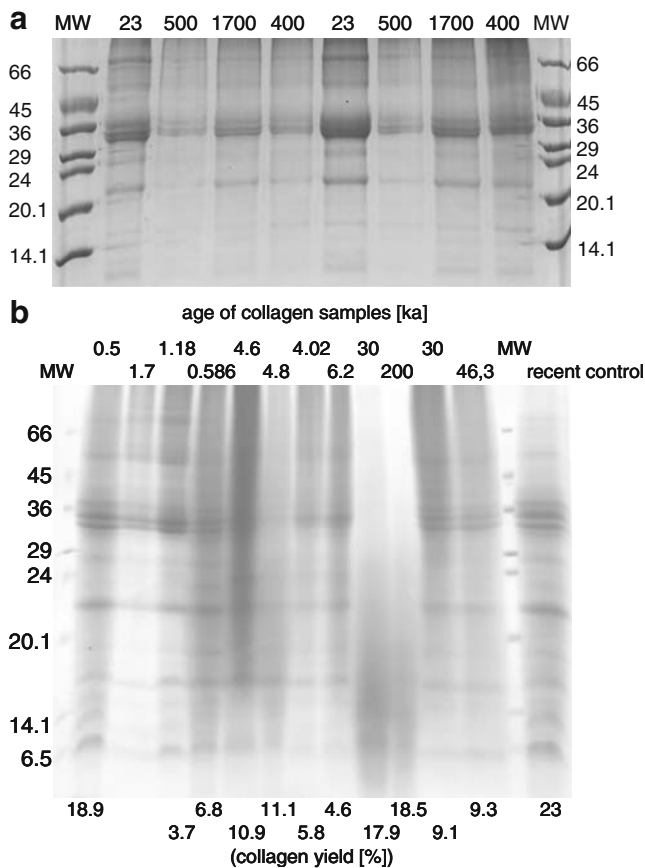 a MW 23 500 1700 400 23 500 1700 400 MW
66 66
45 45
36 36
29 29
24 24
20.1 20.1
14.1 14.1
age of collagen samples [ka]
b
0.5 1.18 4.6 4.02 30 30 MW
MW 1.7 0.586 4.8 6.2 200 46,3 recent control
66
45
36
29
24
20.1
14.1
6.5
18.9 6.8 11.1 4.6 18.5 9.3 23
3.7 10.9 5.8 17.9 9.1
(collagen yield [%])